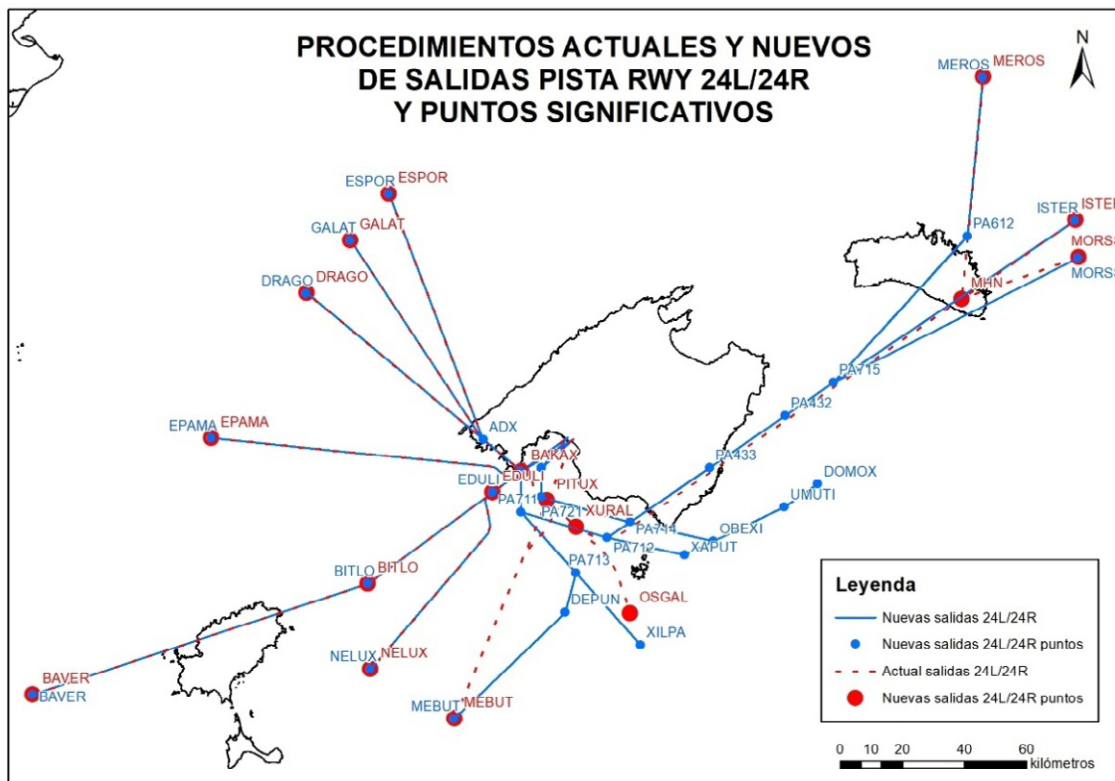 PROCEDIMIENTOS ACTUALES Y NUEVOS
DE SALIDAS PISTA RWY 24L/24R
Y PUNTOS SIGNIFICATIVOS
N
MEROS MEROS
ESPOR ESPOR
GALAT GALAT
DRAGO DRAGO
ISTER ISTER
PA612
MORSS
MHN
MORSS
PA715
EPAMA EPAMA
ADX
PA432
BAKAX
PA433
EDULI
EDULI
PITUX
DOMOX
PA711
PA721
XURAL
UMUTI
PA714
OBEXI
PA712
XAPUT
PA713
BITLO BITLO
DEPUN
OSGAL
XILPA
NELUX NELUX
BAVER
BAVER
MEBUT MEBUT
Leyenda
Nuevas salidas 24L/24R
Nuevas salidas 24L/24R puntos
Actual salidas 24L/24R
Nuevas salidas 24L/24R puntos
0 10 20 40 60
kilómetros